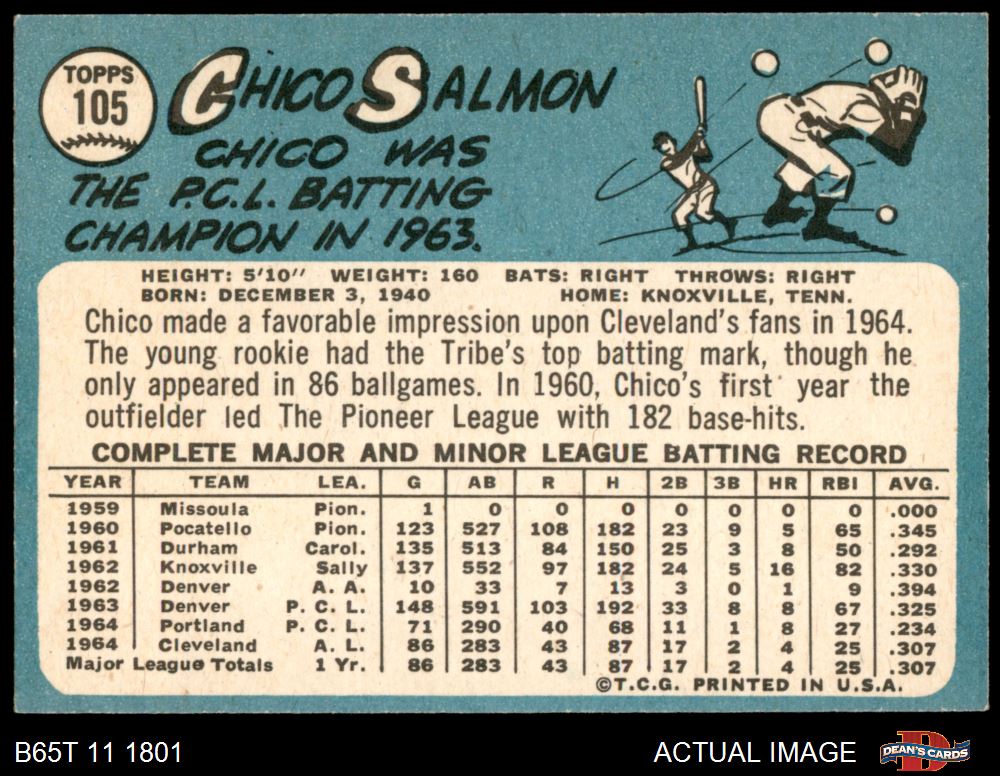 TOPPS
105
CHICO SALMON
CHICO WAS
THE P.C.L. BATTING
CHAMPION IN 1963.
HEIGHT: 5'10" WEIGHT: 160 BATS: RIGHT THROWS: RIGHT
BORN: DECEMBER 3, 1940 HOME: KNOXVILLE, TENN.
Chico made a favorable impression upon Cleveland's fans in 1964.
The young rookie had the Tribe's top batting mark, though he
only appeared in 86 ballgames. In 1960, Chico's first year the
outfielder led The Pioneer League with 182 base-hits.
COMPLETE MAJOR AND MINOR LEAGUE BATTING RECORD
YEAR TEAM LEA. G AB R H 2B 3B HR RBI AVG.
1959 Missoula Pion. 1 0 0 0 0 0 0 0 .000
1960 Pocatello Pion. 123 527 108 182 23 9 5 65 .345
1961 Durham Carol. 135 513 84 150 25 3 8 50 .292
1962 Knoxville Sally 137 552 97 182 24 5 16 82 .330
1962 Denver A. A. 10 33 7 13 3 0 1 9 .394
1963 Denver P. C. L. 148 591 103 192 33 8 8 67 .325
1964 Portland P. C. L. 71 290 40 68 11 1 8 27 .234
1964 Cleveland A. L. 86 283 43 87 17 2 4 25 .307
Major League Totals 1 Yr. 86 283 43 87 17 2 4 25 .307
©T.C.G. PRINTED IN U.S.A.
B65T 11 1801 ACTUAL IMAGE DEAN'S CARDS